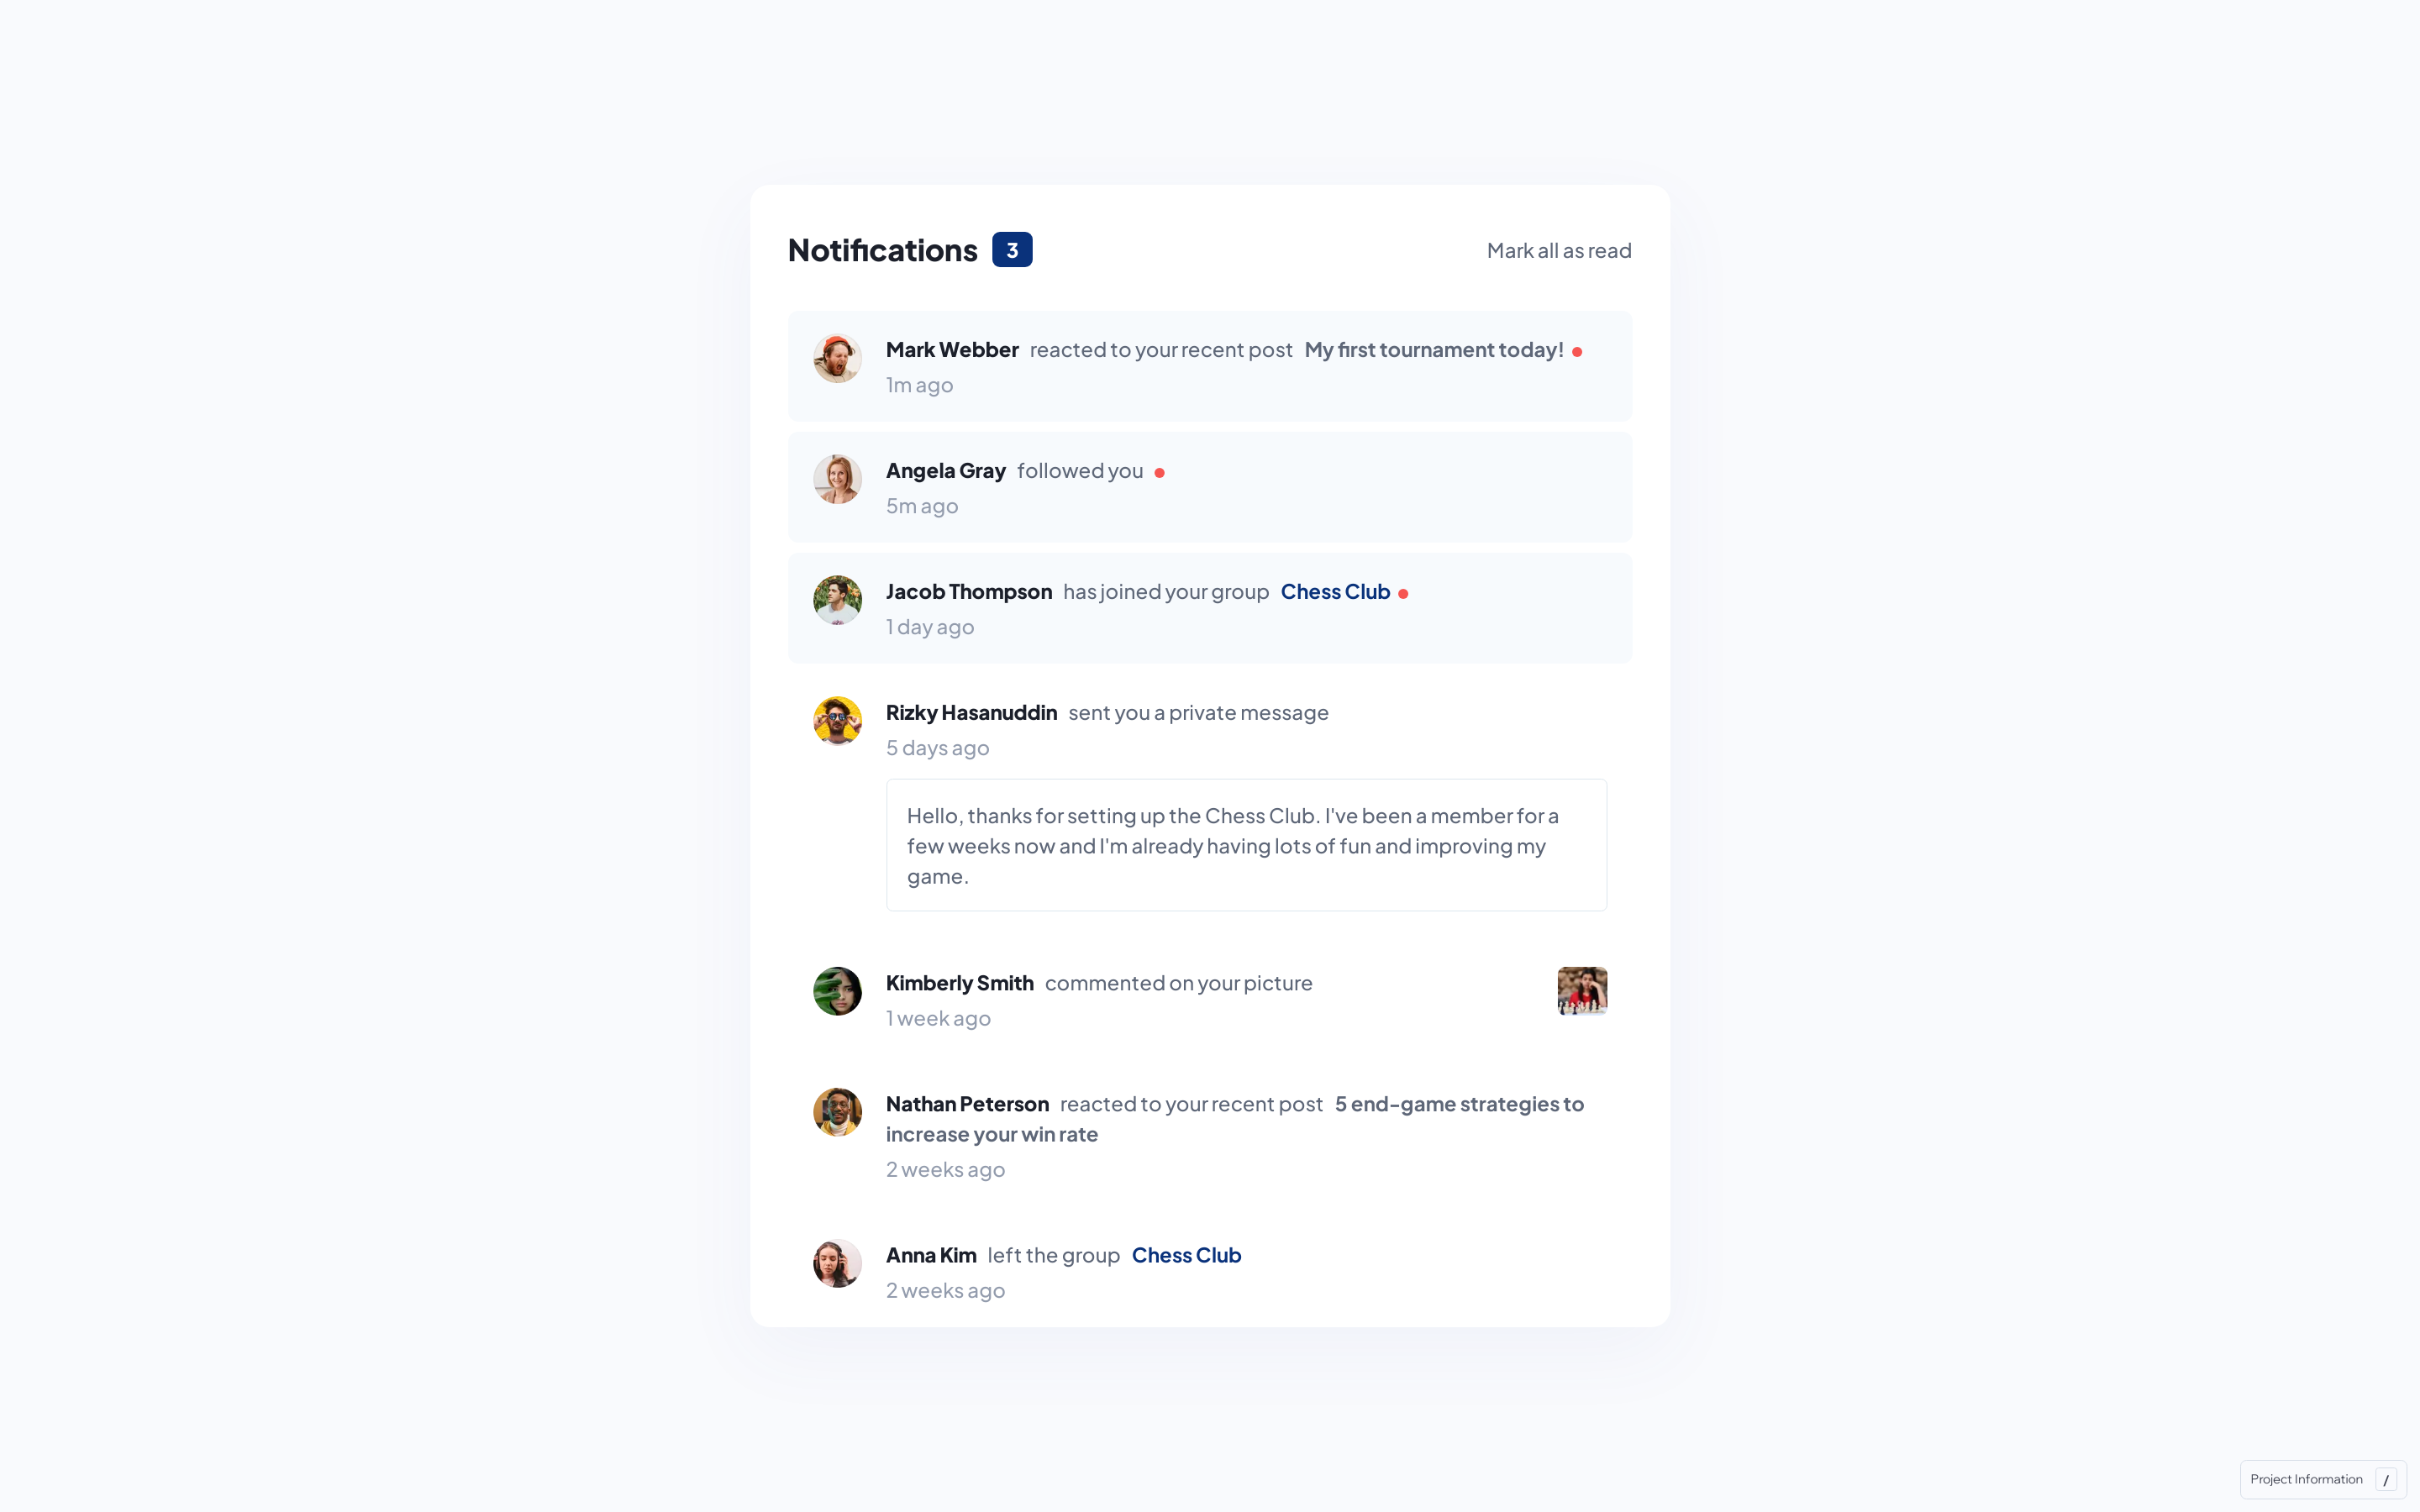 Notifications 3 Mark all as read
Mark Webber reacted to your recent post My first tournament today!
1m ago
Angela Gray followed you
5m ago
Jacob Thompson has joined your group Chess Club
1 day ago
Rizky Hasanuddin sent you a private message
5 days ago
Hello, thanks for setting up the Chess Club. I've been a member for a
few weeks now and I'm already having lots of fun and improving my
game.
Kimberly Smith commented on your picture
1 week ago
Nathan Peterson reacted to your recent post 5 end-game strategies to
increase your win rate
2 weeks ago
Anna Kim left the group Chess Club
2 weeks ago
Project Information /